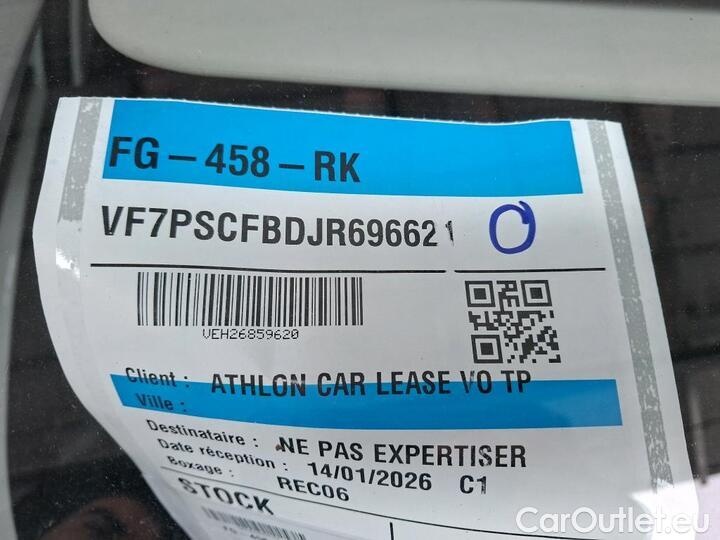 FG-458-RK
VF7PSCFBDJR696621 O
VEH26859620
Client : ATHLON CAR LEASE VO TP
Ville :
Destinataire : NE PAS EXPERTISER
Date réception : 14/01/2026 C1
Boxage : REC06
STOCK
CarOutlet.eu